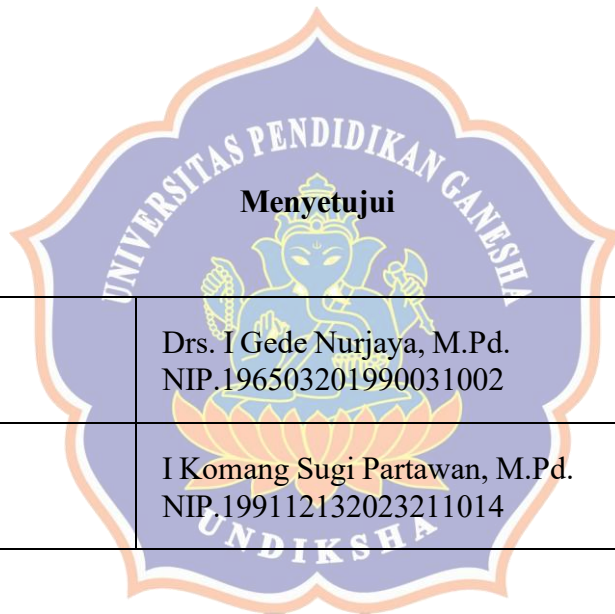 UNIVERSITAS PENDIDIKAN GANESHA
Menyetujui
Drs. I Gede Nurjaya, M.Pd.
NIP.196503201990031002
I Komang Sugi Partawan, M.Pd.
NIP.199112132023211014
UNDIKSHA